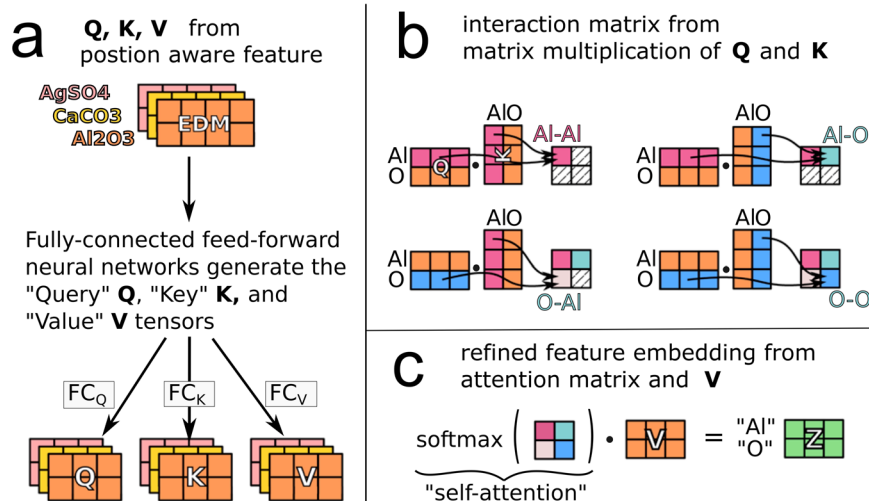 a
Q, K, V from
postion aware feature
AgSO4
CaCO3
Al2O3
EDM
Fully-connected feed-forward
neural networks generate the
"Query" Q, "Key" K, and
"Value" V tensors
FCQ
FCK
FCV
Q
K
V
b
interaction matrix from
matrix multiplication of Q and K
AlO
Al-Al
Al
O
Q
K
AlO
Al-O
Al
O
AlO
Al
O
O-Al
AlO
Al
O
O-O
c
refined feature embedding from
attention matrix and V
softmax ( ) · V = "Al" "O" Z
"self-attention"